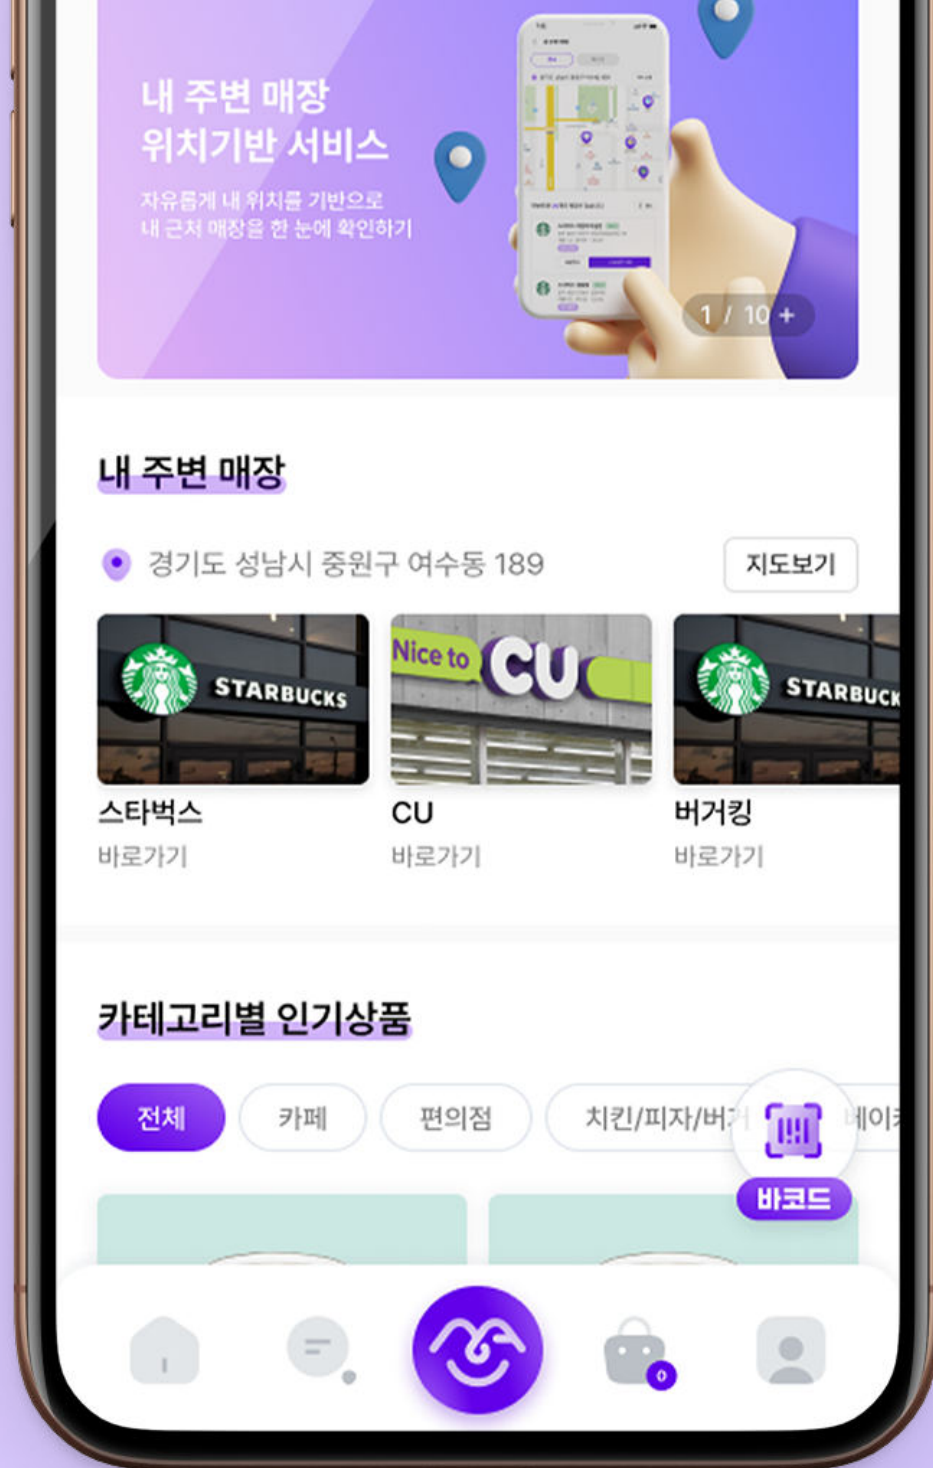 내 주변 매장
위치기반 서비스
자유롭게 내 위치를 기반으로
내 근처 매장을 한 눈에 확인하기
1 / 10 +
내 주변 매장
경기도 성남시 중원구 여수동 189
지도보기
STARBUCKS
Nice to CU
STARBUCK
스타벅스
CU
버거킹
바로가기
바로가기
바로가기
카테고리별 인기상품
전체
카페
편의점
치킨/피자/버거
베이커
바코드
0